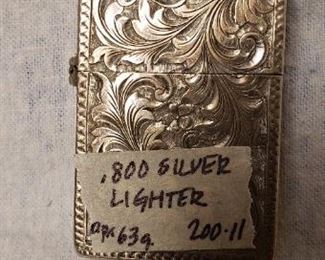 .800 SILVER
LIGHTER
apx 63g. 200-11